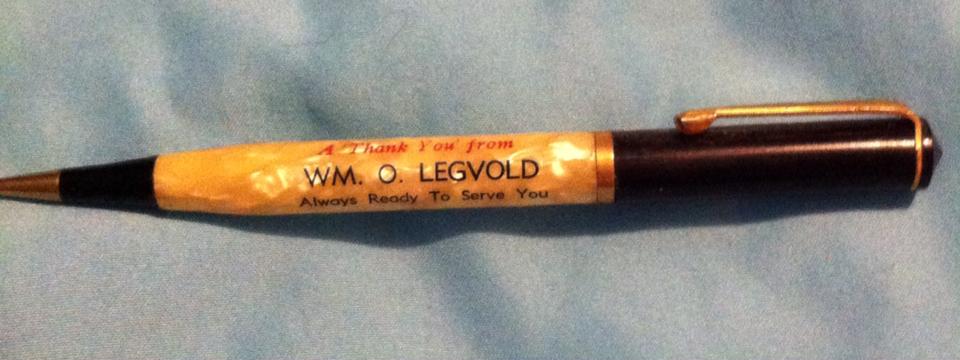 A 'Thank You' from
WM. O. LEGVOLD
Always Ready To Serve You